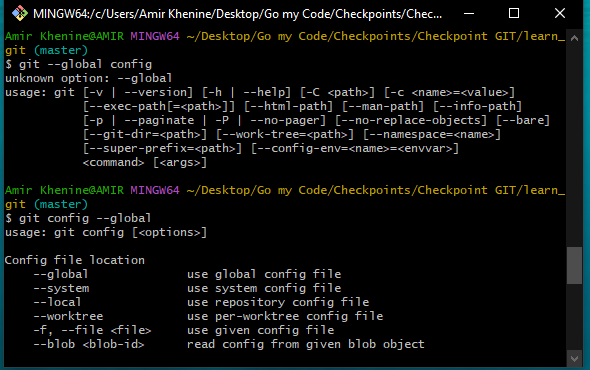 MINGW64:/c/Users/Amir Khenine/Desktop/Go my Code/Checkpoints/Chec...
Amir Khenine@AMIR MINGW64 ~/Desktop/Go my Code/Checkpoints/Checkpoint GIT/learn_
git (master)
$ git --global config
unknown option: --global
usage: git [-v | --version] [-h | --help] [-C <path>] [-c <name>=<value>]
           [--exec-path[=<path>]] [--html-path] [--man-path] [--info-path]
           [-p | --paginate | -P | --no-pager] [--no-replace-objects] [--bare]
           [--git-dir=<path>] [--work-tree=<path>] [--namespace=<name>]
           [--super-prefix=<path>] [--config-env=<name>=<envvar>]
           <command> [<args>]
Amir Khenine@AMIR MINGW64 ~/Desktop/Go my Code/Checkpoints/Checkpoint GIT/learn_
git (master)
$ git config --global
usage: git config [<options>]
Config file location
    --global              use global config file
    --system              use system config file
    --local               use repository config file
    --worktree            use per-worktree config file
    -f, --file <file>     use given config file
    --blob <blob-id>      read config from given blob object